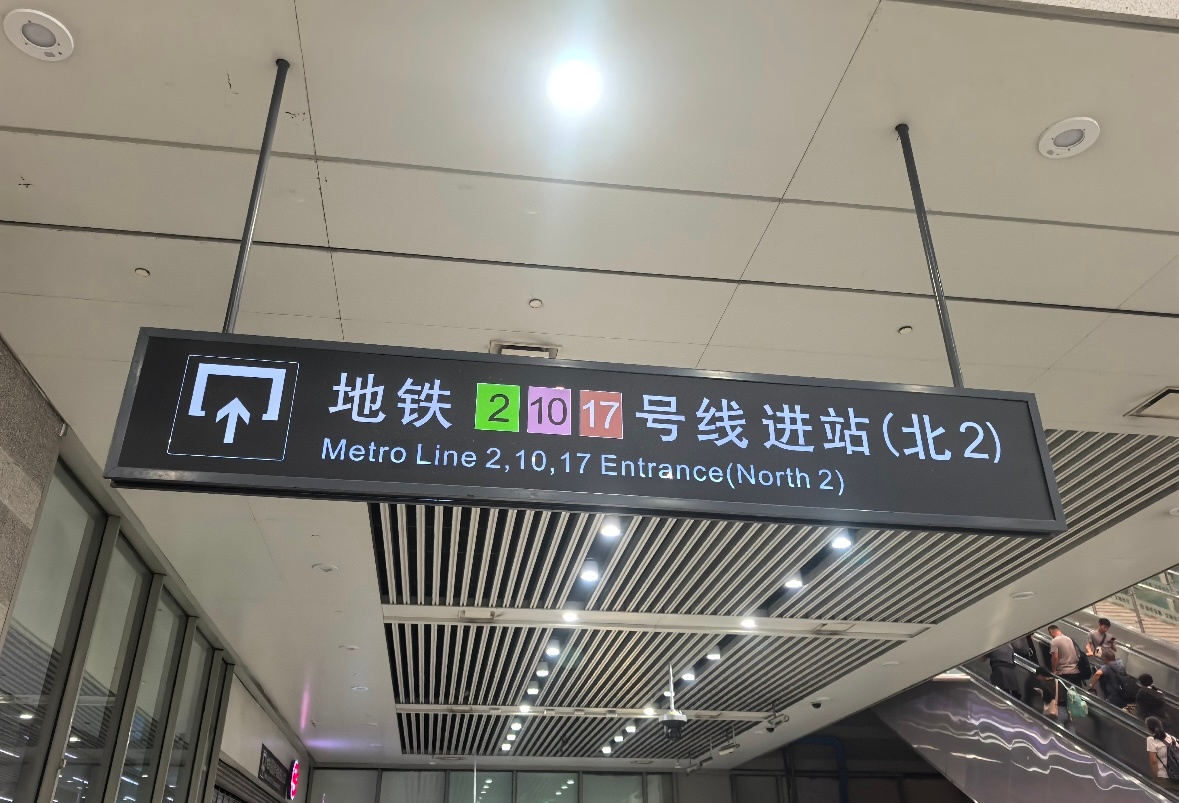 地铁 2 10 17 号线进站(北2)
Metro Line 2,10,17 Entrance(North 2)